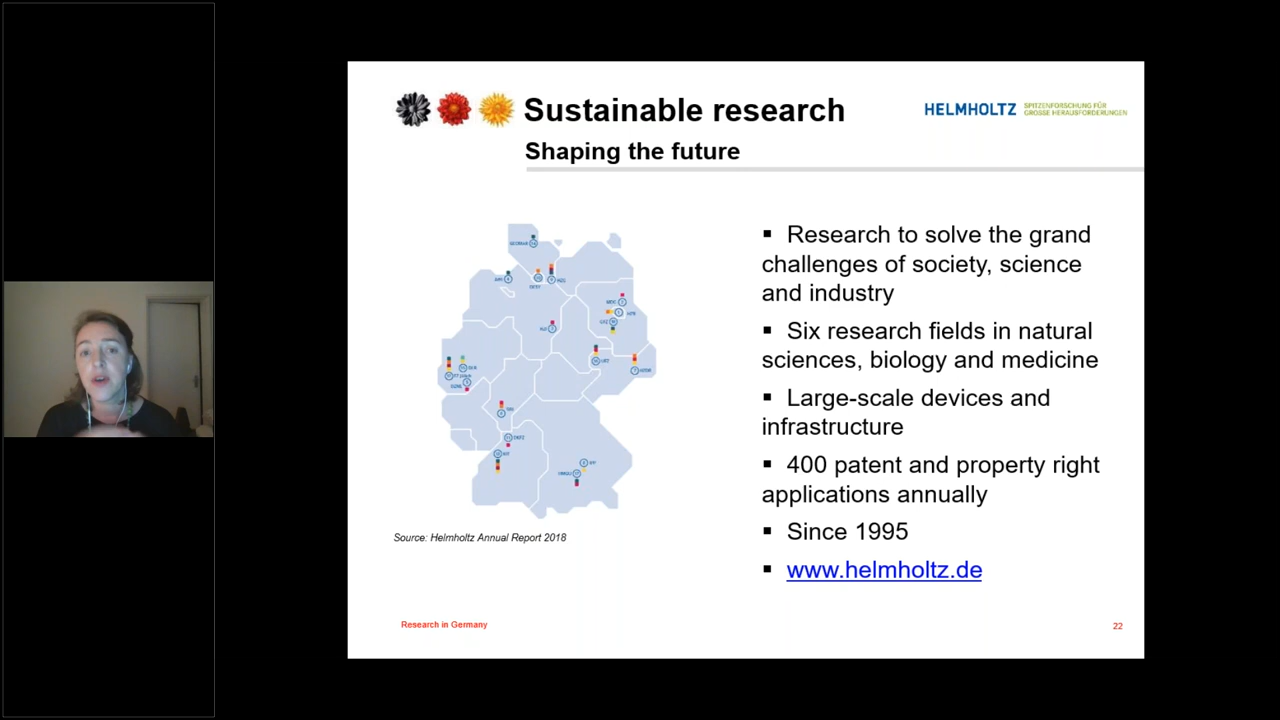 Sustainable research
HELMHOLTZ
SPITZENFORSCHUNG FÜR
GROSSE HERAUSFORDERUNGEN
Shaping the future
▪ Research to solve the grand
challenges of society, science
and industry
▪ Six research fields in natural
sciences, biology and medicine
▪ Large-scale devices and
infrastructure
▪ 400 patent and property right
applications annually
▪ Since 1995
▪ www.helmholtz.de
GEOMAR
DESY
Source: Helmholtz Annual Report 2018
Research in Germany
22